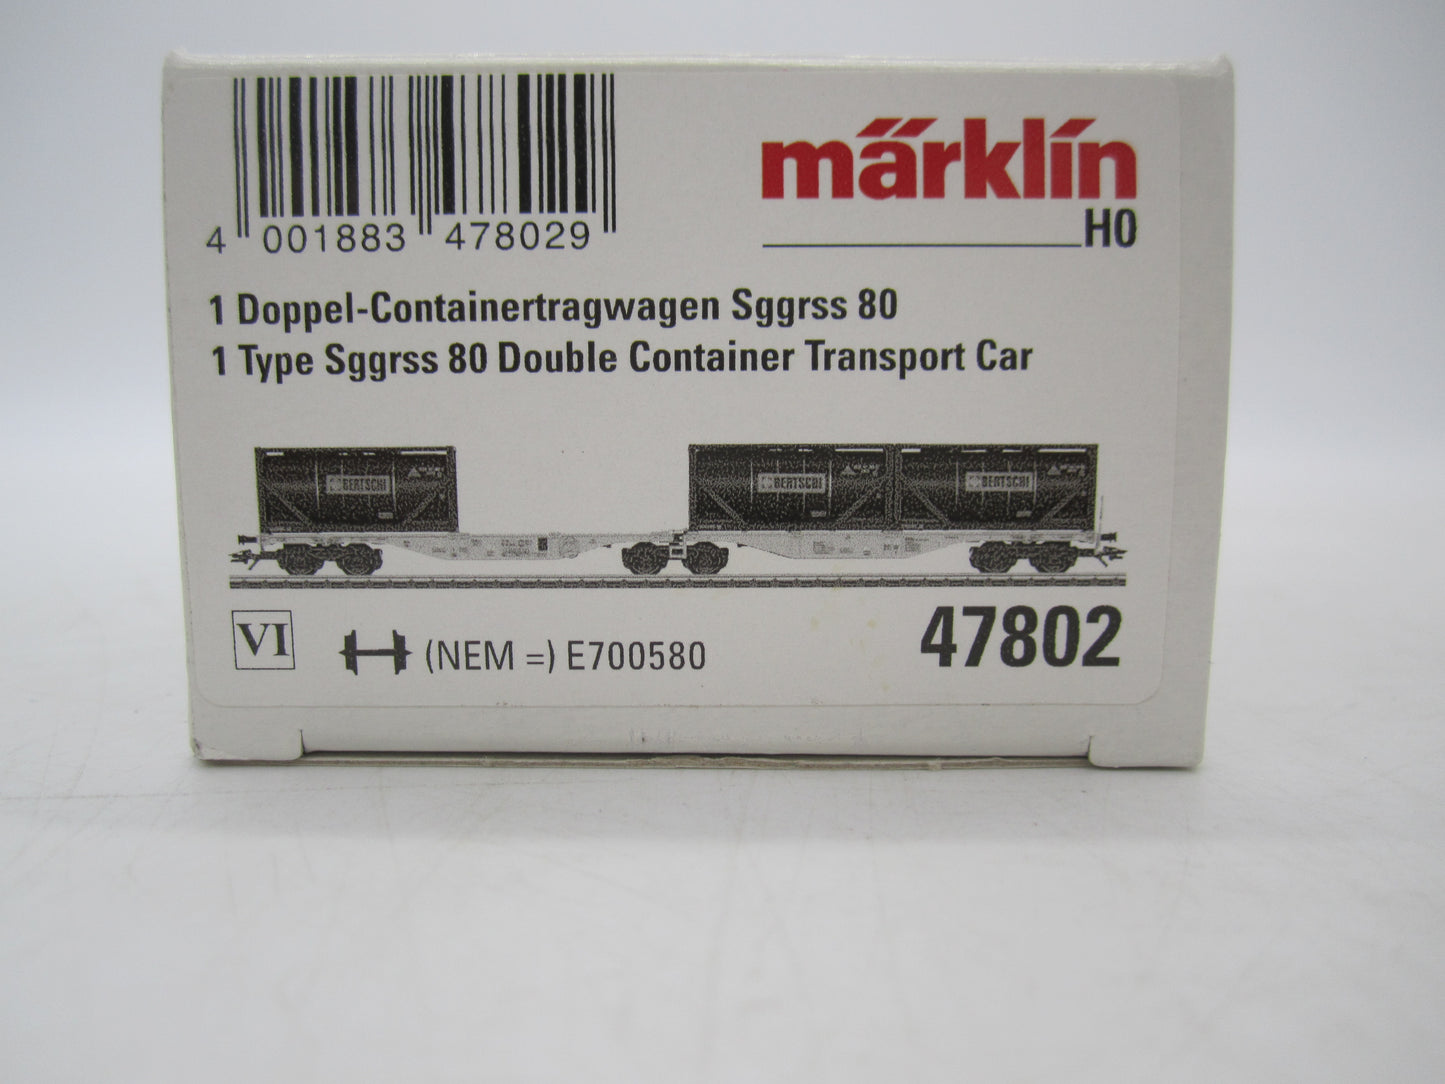 4 001883 478029
märklin
H0
1 Doppel-Containertragwagen Sggrss 80
1 Type Sggrss 80 Double Container Transport Car
BERTSCHI BERTSCHI BERTSCHI
VI (NEM =) E700580
47802